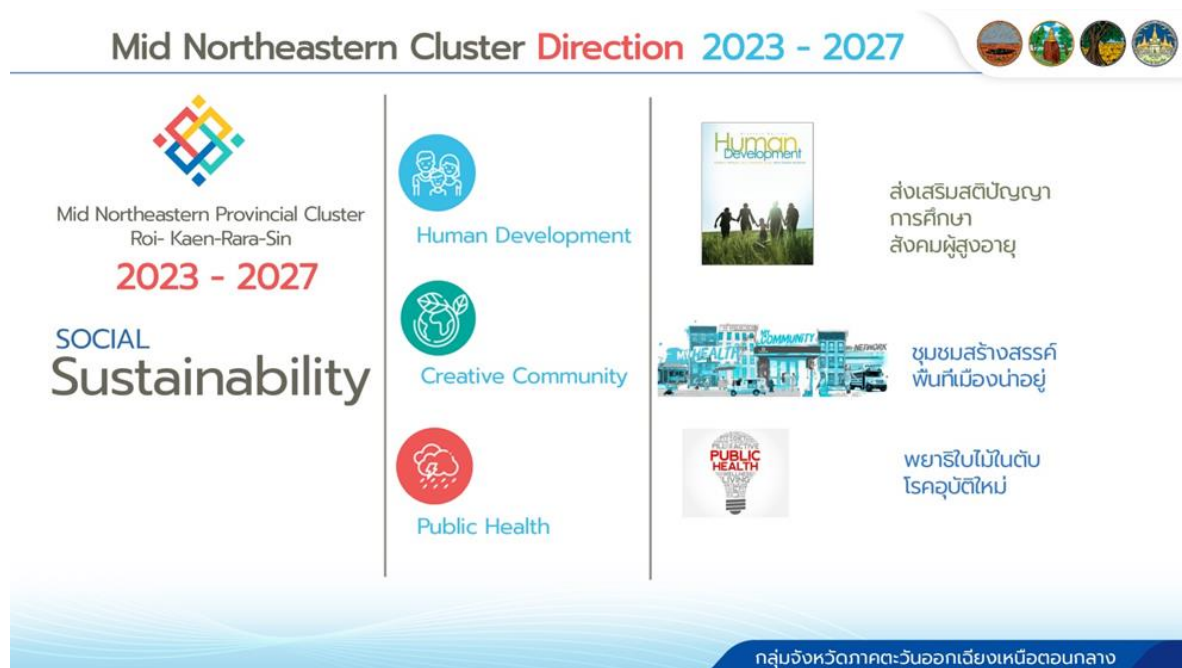 Mid Northeastern Cluster Direction 2023 - 2027
Mid Northeastern Provincial Cluster
Roi- Kaen-Rara-Sin
2023 - 2027
SOCIAL
Sustainability
Human Development
Human
Development
ส่งเสริมสติปัญญา
การศึกษา
สังคมผู้สูงอายุ
Creative Community
HEALTH
MY
COMMUNITY
NETWORK
ชุมชนสร้างสรรค์
พื้นที่เมืองน่าอยู่
Public Health
PUBLIC
HEALTH
WELLNESS
LIVING
พยาธิใบไม้ในตับ
โรคอุบัติใหม่
กลุ่มจังหวัดภาคตะวันออกเฉียงเหนือตอนกลาง